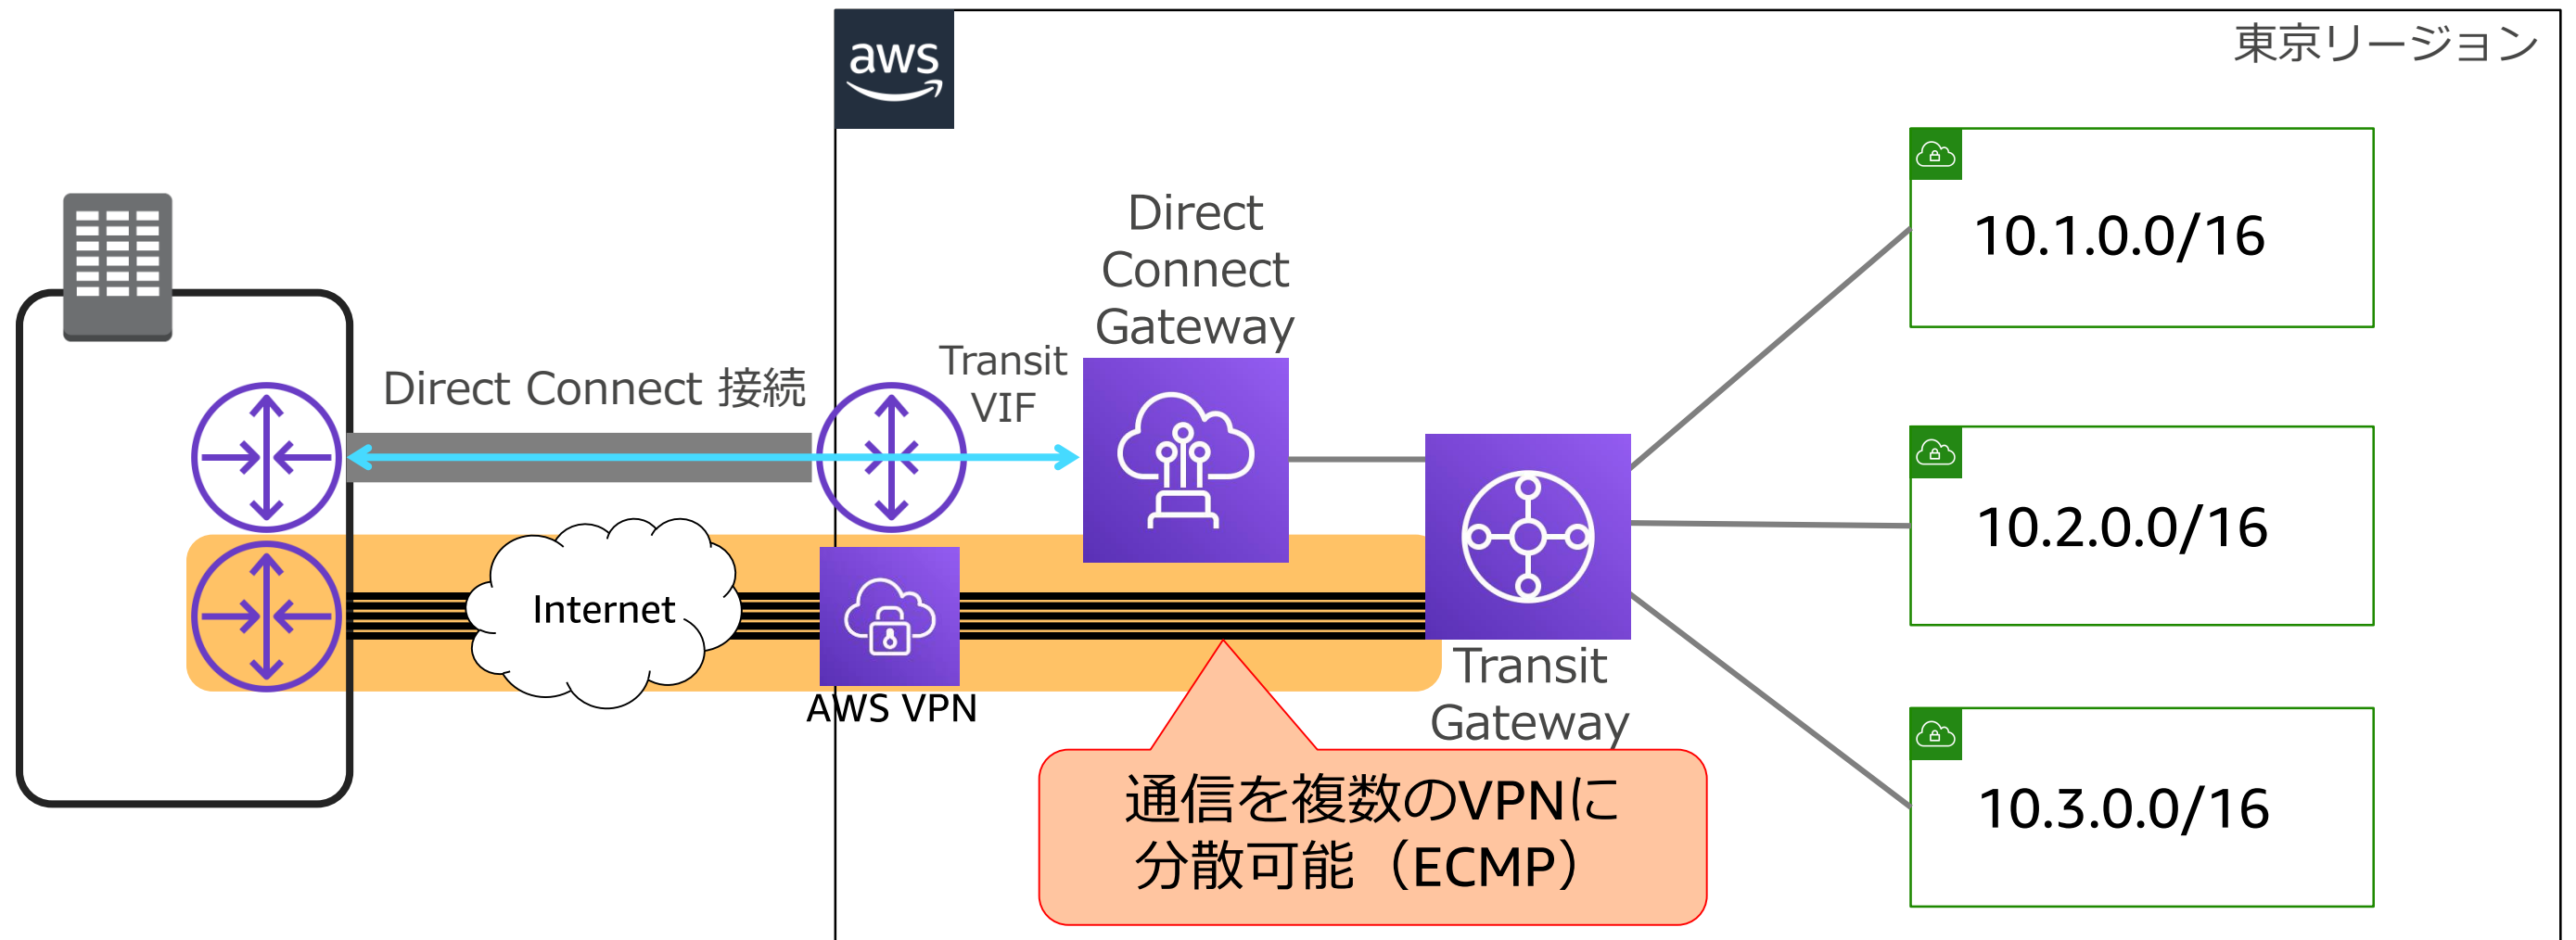 aws
東京リージョン
Direct
Connect
Gateway
10.1.0.0/16
Direct Connect 接続
Transit
VIF
10.2.0.0/16
Internet
AWS VPN
Transit
Gateway
通信を複数のVPNに
分散可能（ECMP）
10.3.0.0/16